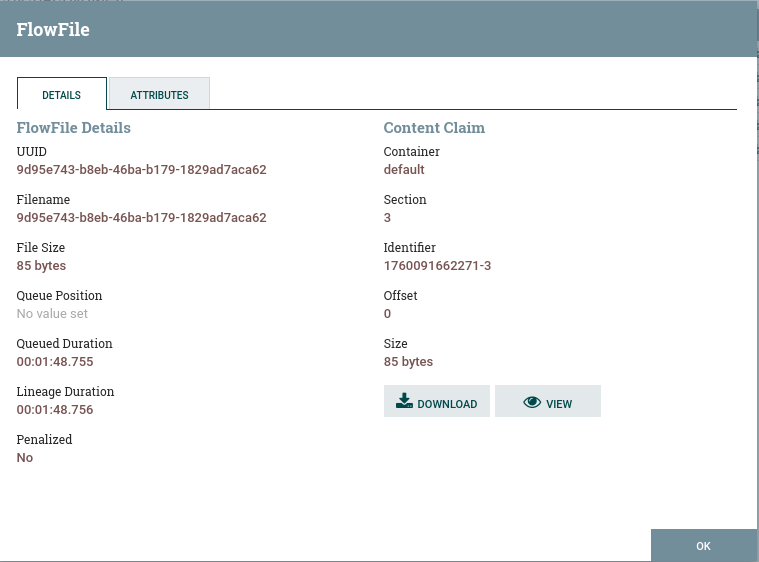 FlowFile
DETAILS
ATTRIBUTES
FlowFile Details
UUID
9d95e743-b8eb-46ba-b179-1829ad7aca62
Filename
9d95e743-b8eb-46ba-b179-1829ad7aca62
File Size
85 bytes
Queue Position
No value set
Queued Duration
00:01:48.755
Lineage Duration
00:01:48.756
Penalized
No
Content Claim
Container
default
Section
3
Identifier
1760091662271-3
Offset
0
Size
85 bytes
DOWNLOAD
VIEW
OK